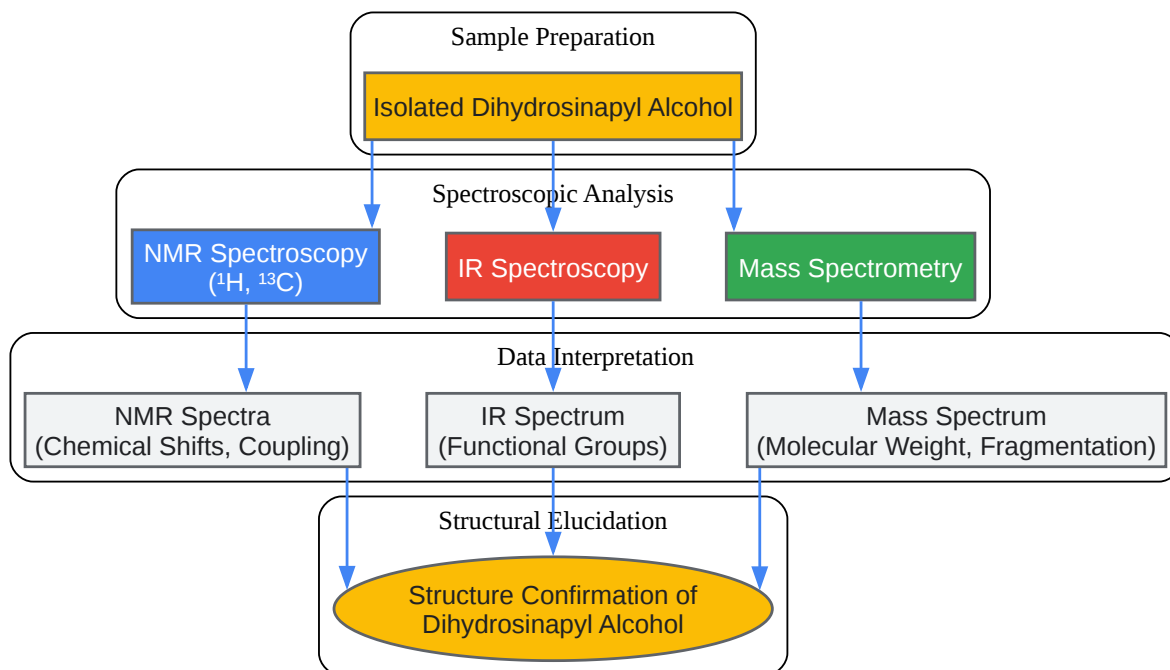 Sample Preparation
Isolated Dihydrosinapyl Alcohol
Spectroscopic Analysis
NMR Spectroscopy
(¹H, ¹³C)
IR Spectroscopy
Mass Spectrometry
Data Interpretation
NMR Spectra
(Chemical Shifts, Coupling)
IR Spectrum
(Functional Groups)
Mass Spectrum
(Molecular Weight, Fragmentation)
Structural Elucidation
Structure Confirmation of
Dihydrosinapyl Alcohol